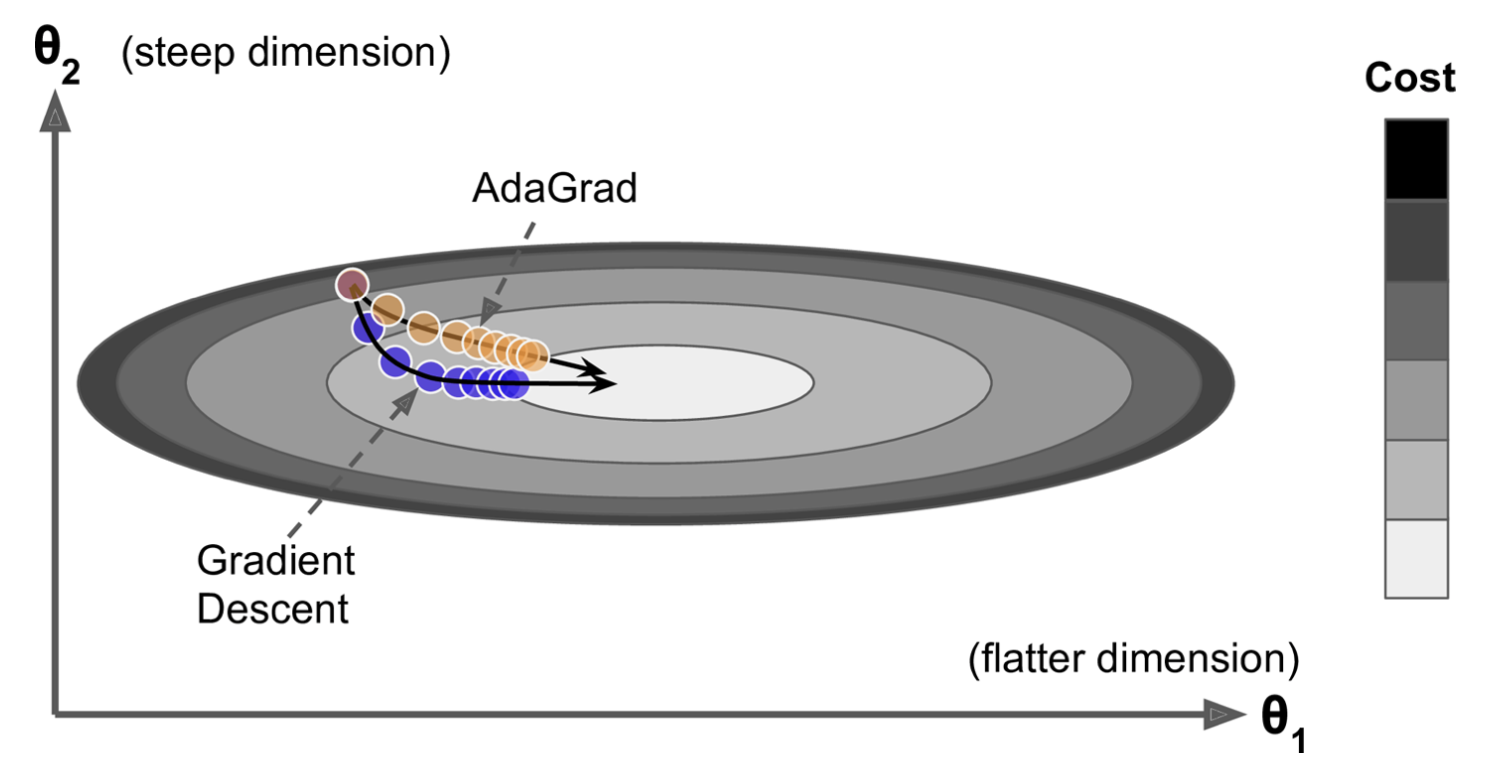 θ2 (steep dimension)
Cost
AdaGrad
Gradient
Descent
(flatter dimension)
θ1